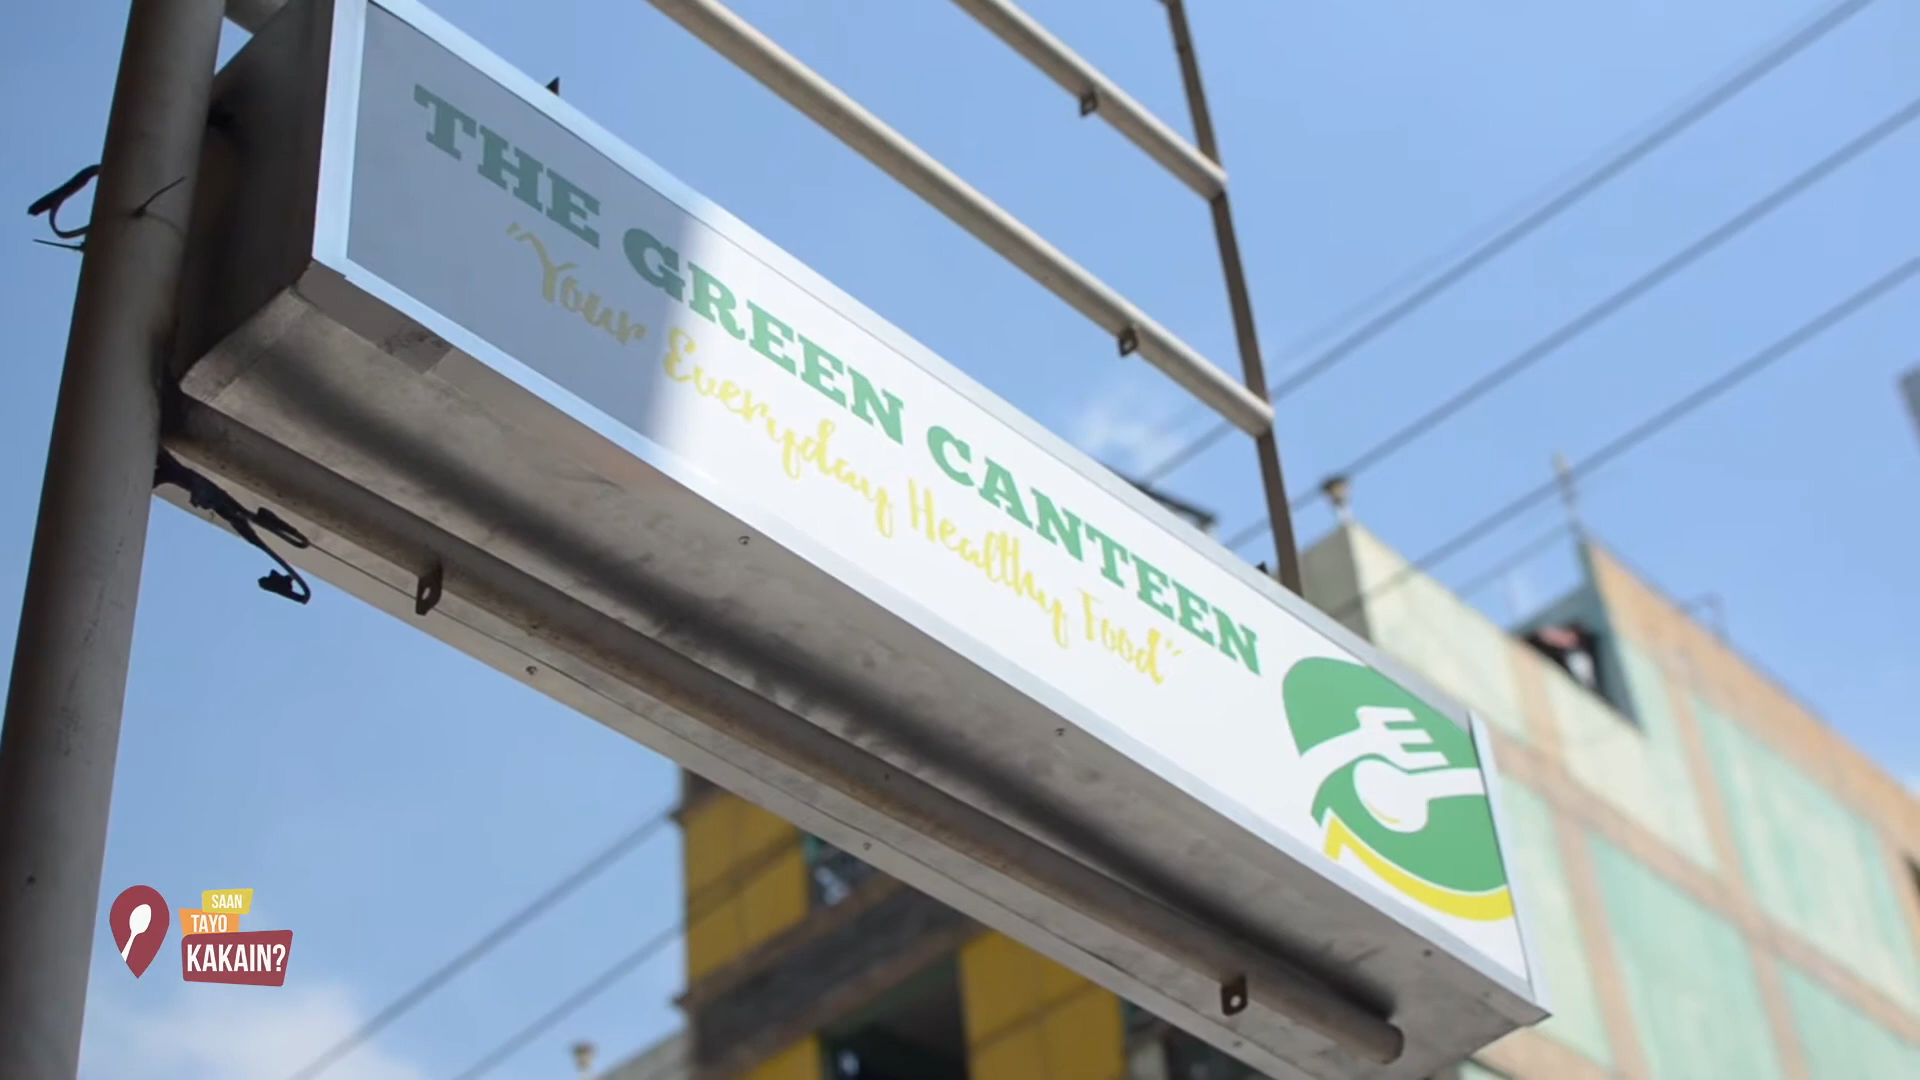 THE GREEN CANTEEN
"Your Everyday Healthy Food"
SAAN
TAYO
KAKAIN?